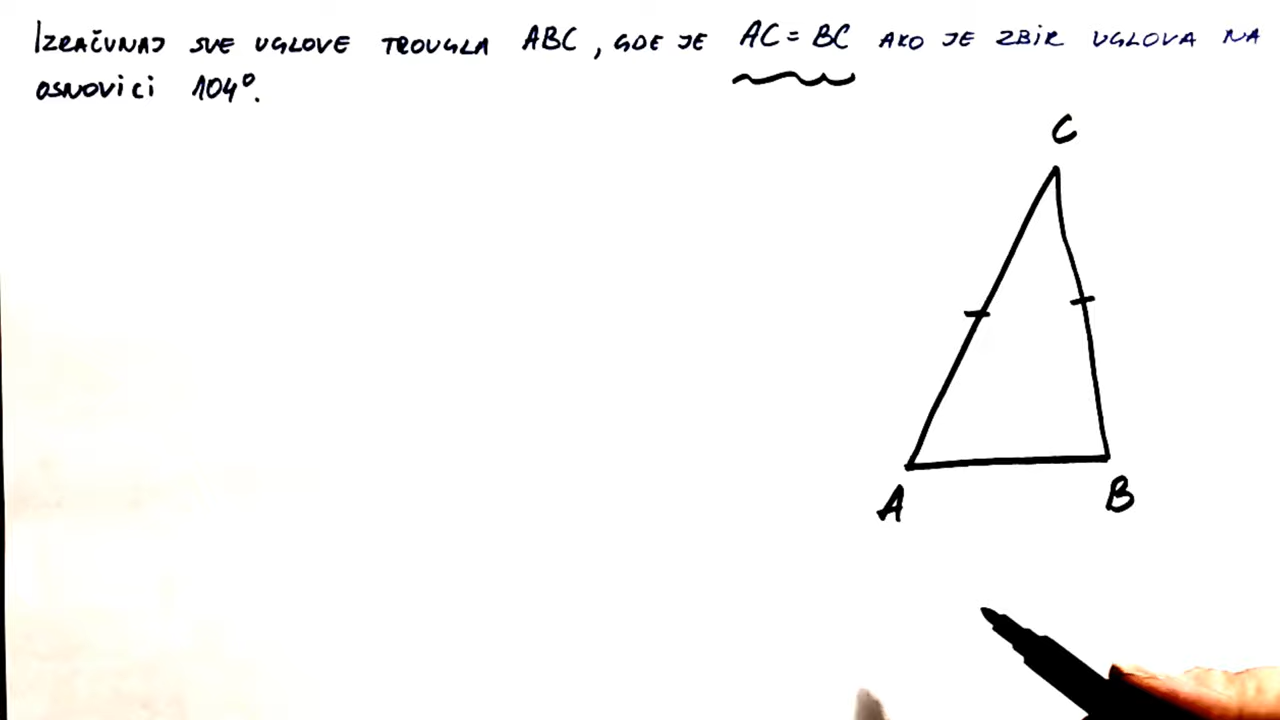 IZRAČUNAJ SVE UGLOVE TROUGLA ABC, GDE JE AC = BC AKO JE ZBIR UGLOVA NA
OSNOVICI 104°.
C
A
B